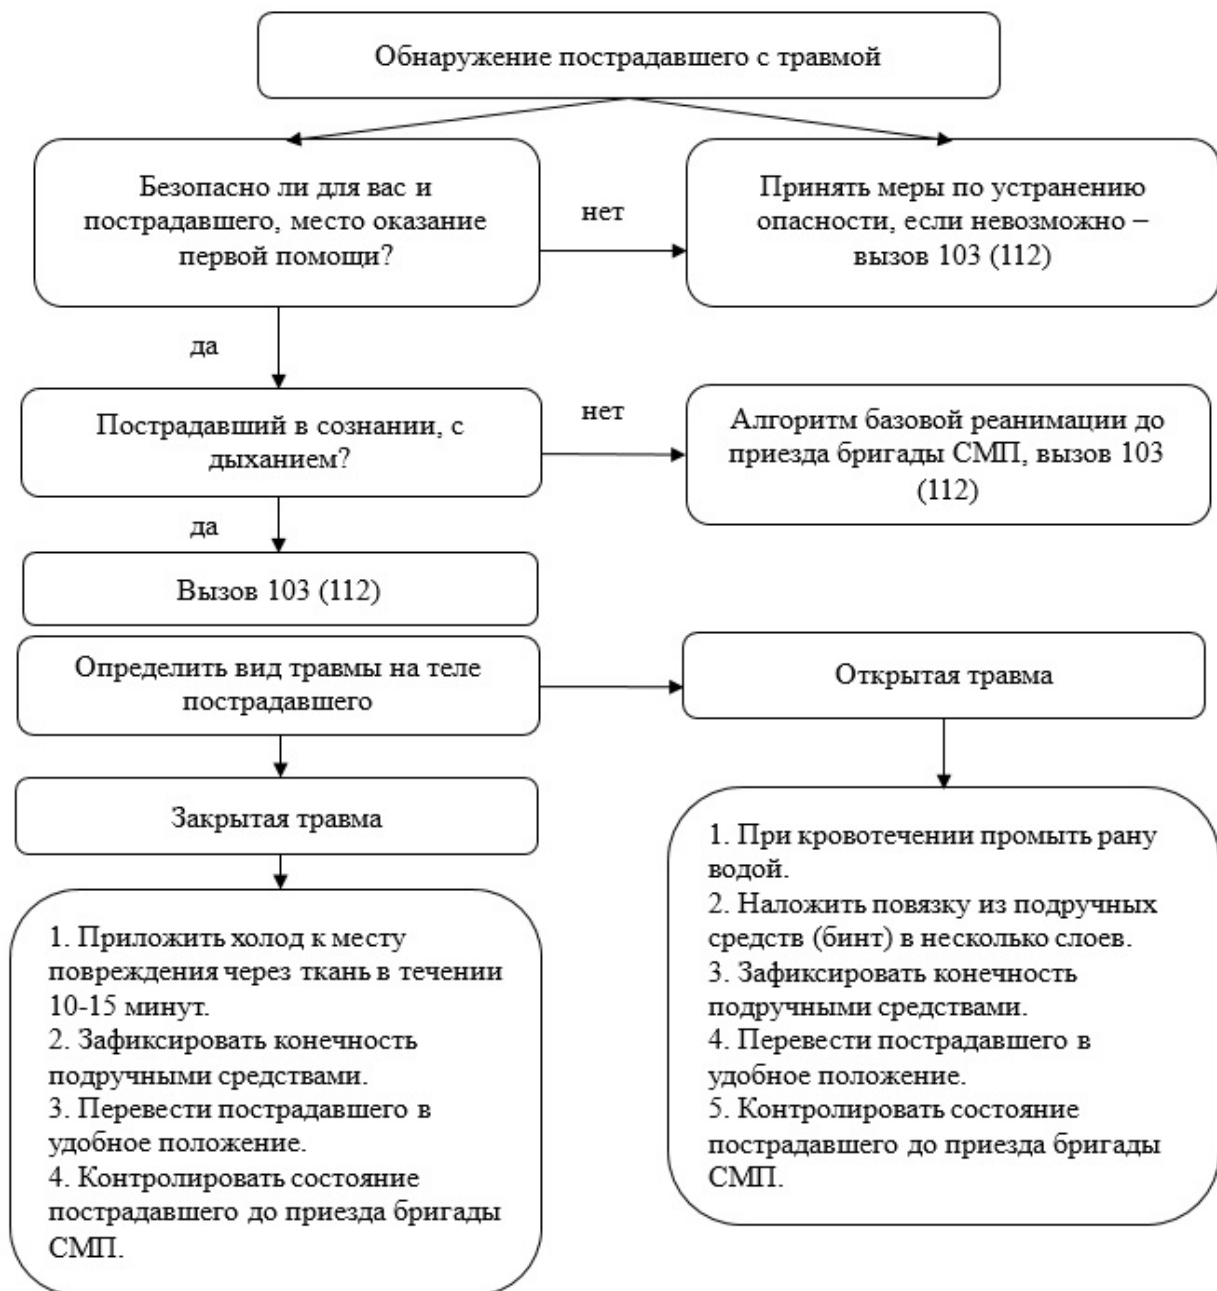 Обнаружение пострадавшего с травмой
Безопасно ли для вас и
пострадавшего, место оказание
первой помощи?
нет
Принять меры по устранению
опасности, если невозможно –
вызов 103 (112)
да
Пострадавший в сознании, с
дыханием?
нет
Алгоритм базовой реанимации до
приезда бригады СМП, вызов 103
(112)
да
Вызов 103 (112)
Определить вид травмы на теле
пострадавшего
Открытая травма
Закрытая травма
1. При кровотечении промыть рану
водой.
2. Наложить повязку из подручных
средств (бинт) в несколько слоев.
3. Зафиксировать конечность
подручными средствами.
4. Перевести пострадавшего в
удобное положение.
5. Контролировать состояние
пострадавшего до приезда бригады
СМП.
1. Приложить холод к месту
повреждения через ткань в течении
10-15 минут.
2. Зафиксировать конечность
подручными средствами.
3. Перевести пострадавшего в
удобное положение.
4. Контролировать состояние
пострадавшего до приезда бригады
СМП.